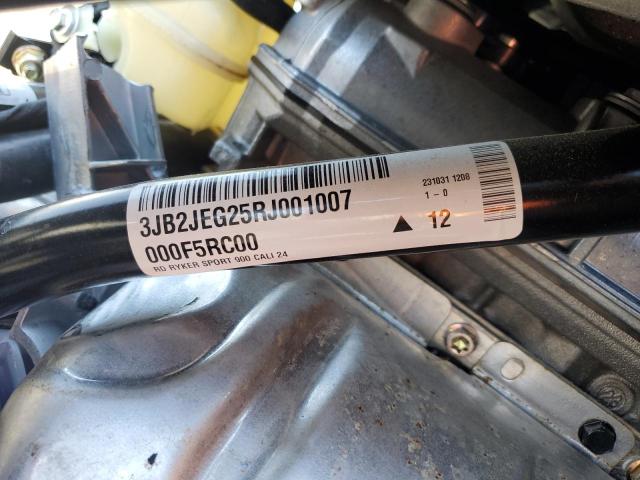 3JB2JEG25RJ001007
000F5RC00
RD RYKER SPORT 900 CALI 24
231031 1208
1 - 0
▲ 12